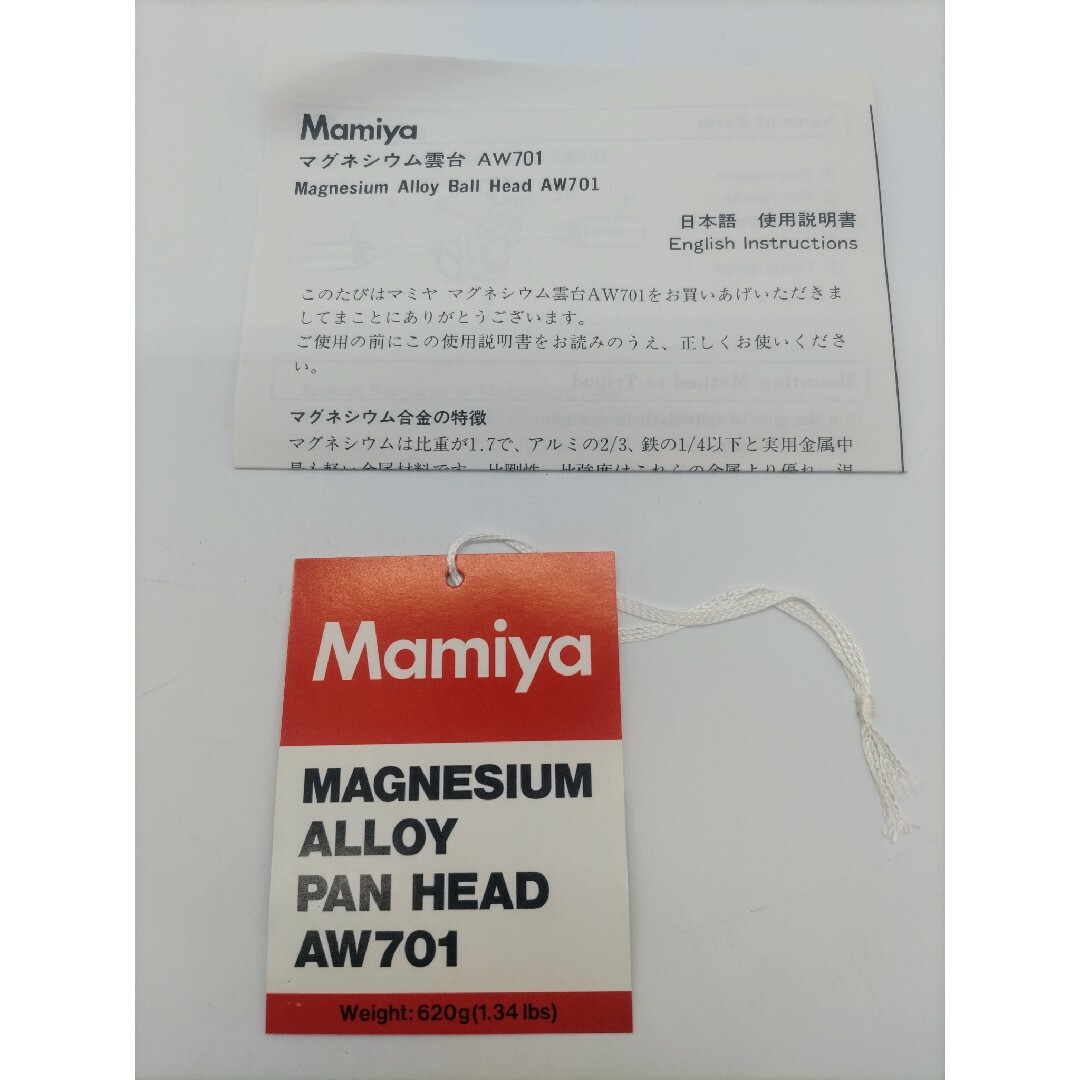 Mamiya
マグネシウム雲台 AW701
Magnesium Alloy Ball Head AW701
日本語 使用説明書
English Instructions
このたびはマミヤ マグネシウム雲台AW701をお買いあげいただきま
してまことにありがとうございます。
ご使用の前にこの使用説明書をお読みのうえ、正しくお使いくださ
い。
マグネシウム合金の特徴
マグネシウムは比重が1.7で、アルミの2/3、鉄の1/4以下と実用金属中
Mamiya
MAGNESIUM
ALLOY
PAN HEAD
AW701
Weight: 620g(1.34 lbs)